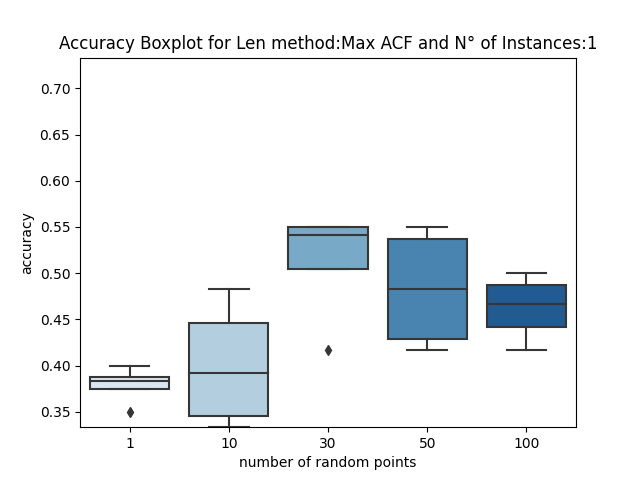 Accuracy Boxplot for Len method:Max ACF and N° of Instances:1
0.70
0.65
0.60
0.55
0.50
0.45
0.40
0.35
accuracy
1 10 30 50 100
number of random points